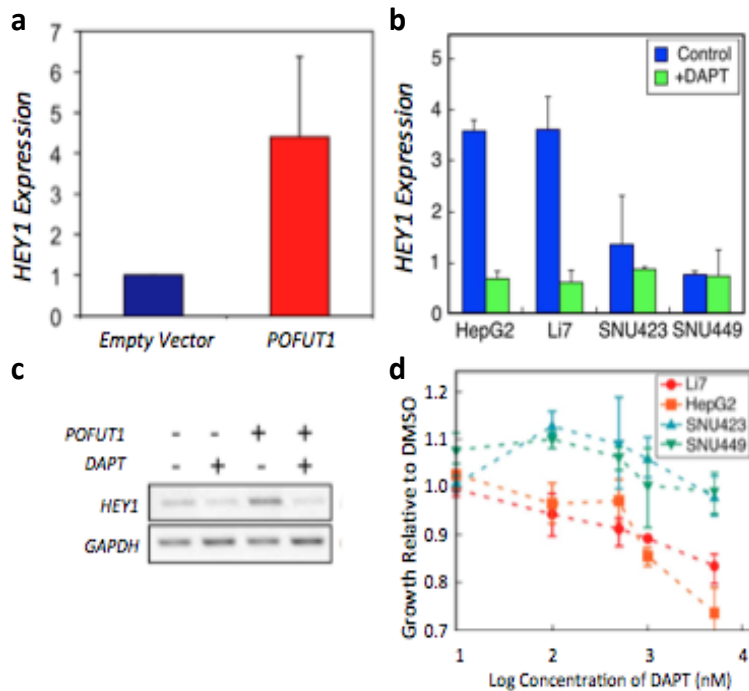 a
HEY1 Expression
7
6
5
4
3
2
1
0
Empty Vector
POFUT1
b
Control
+DAPT
HEY1 Expression
5
4
3
2
1
0
HepG2
Li7
SNU423
SNU449
c
POFUT1 - - + +
DAPT - + - +
HEY1
GAPDH
d
Li7
HepG2
SNU423
SNU449
Growth Relative to DMSO
1.2
1.1
1.0
0.9
0.8
0.7
1
2
3
4
Log Concentration of DAPT (nM)